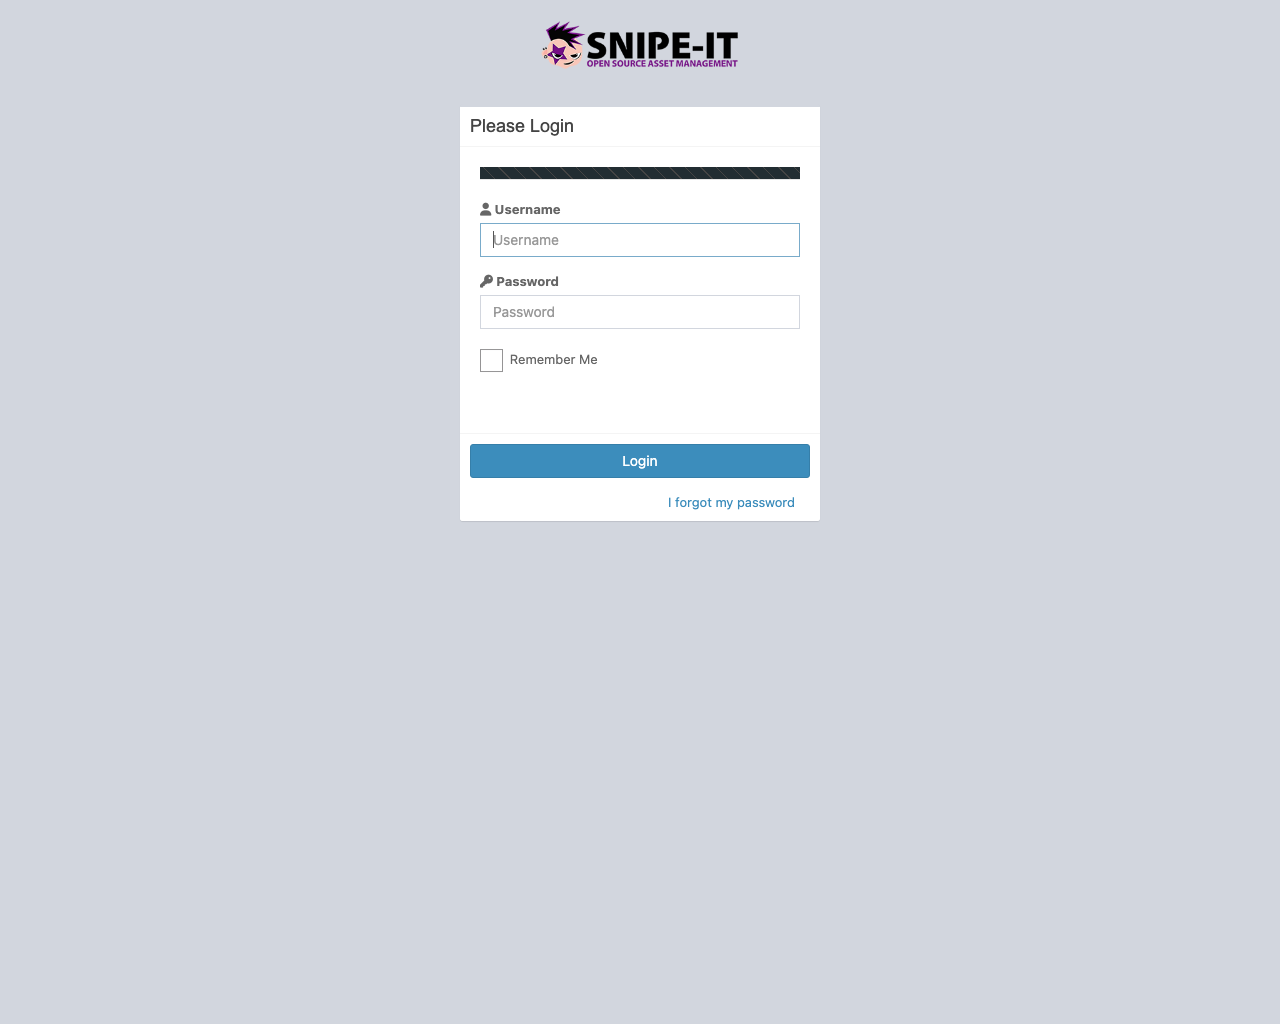 SNIPE-IT
OPEN SOURCE ASSET MANAGEMENT
Please Login
Username
Username
Password
Password
Remember Me
Login
I forgot my password